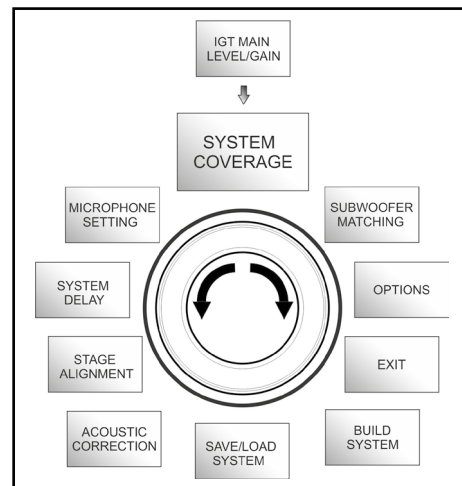 IGT MAIN
LEVEL/GAIN
SYSTEM
COVERAGE
MICROPHONE
SETTING
SUBWOOFER
MATCHING
SYSTEM
DELAY
OPTIONS
STAGE
ALIGNMENT
EXIT
ACOUSTIC
CORRECTION
SAVE/LOAD
SYSTEM
BUILD
SYSTEM